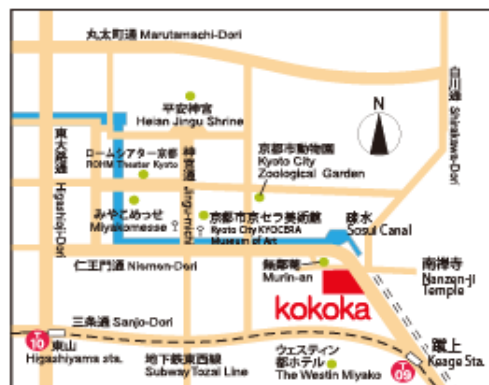 丸太町通 Marutamachi-Dori
白川通
Shirakawa-Dori
平安神宮
Heian Jingu Shrine
N
東大路通
Higashioji-Dori
ロームシアター京都
ROHM Theater Kyoto
神宮道
Jingu-michi
京都市動物園
Kyoto City
Zoological Garden
みやこめっせ
Miyakomesse
京都市京セラ美術館
Kyoto City KYOCERA
Museum of Art
疏水
Sosui Canal
仁王門通 Niomon-Dori
無鄰菴
Murin-an
南禅寺
Nanzen-ji
Temple
kokoka
三条通 Sanjo-Dori
T
10
東山
Higashiyama sta.
地下鉄東西線
Subway Tozai Line
ウェスティン
都ホテル
The Westin Miyako
T
09
蹴上
Keage Sta.